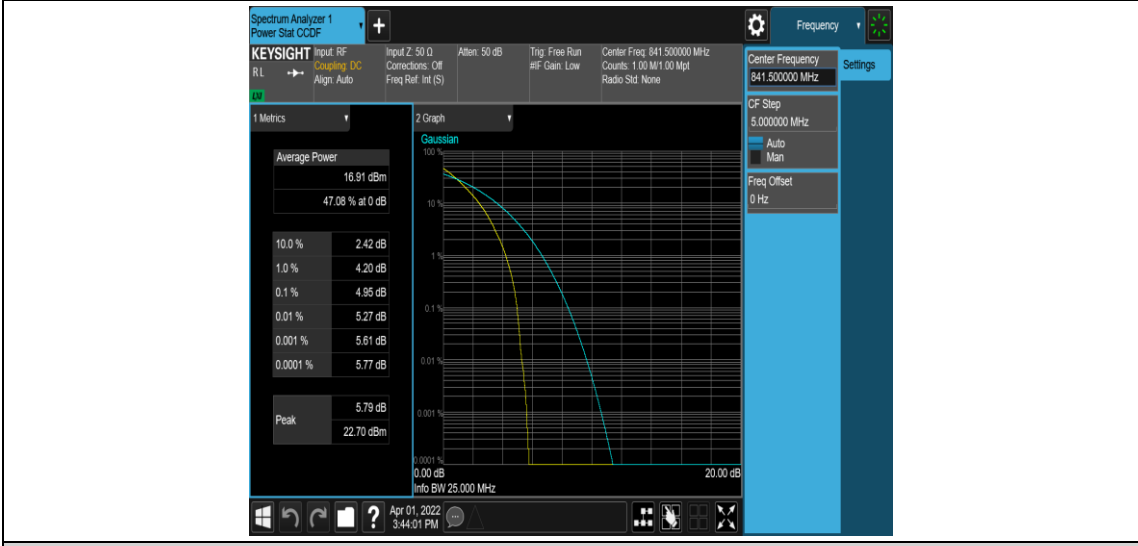 Spectrum Analyzer 1
Power Stat CCDF
+
Frequency
KEYSIGHT
RL
Input: RF
Coupling: DC
Align: Auto
Input Z: 50 Ω
Corrections: Off
Freq Ref: Int (S)
Atten: 50 dB
Trig: Free Run
#IF Gain: Low
Center Freq: 841.500000 MHz
Counts: 1.00 M/1.00 Mpt
Radio Std: None
Center Frequency
841.500000 MHz
Settings
CF Step
5.000000 MHz
Auto
Man
Freq Offset
0 Hz
1 Metrics
Average Power
16.91 dBm
47.08 % at 0 dB
10.0 % 2.42 dB
1.0 % 4.20 dB
0.1 % 4.95 dB
0.01 % 5.27 dB
0.001 % 5.61 dB
0.0001 % 5.77 dB
Peak
5.79 dB
22.70 dBm
2 Graph
Gaussian
100 %
10 %
1 %
0.1 %
0.01 %
0.001 %
0.0001 %
0.00 dB 20.00 dB
Info BW 25.000 MHz
?
Apr 01, 2022
3:44:01 PM